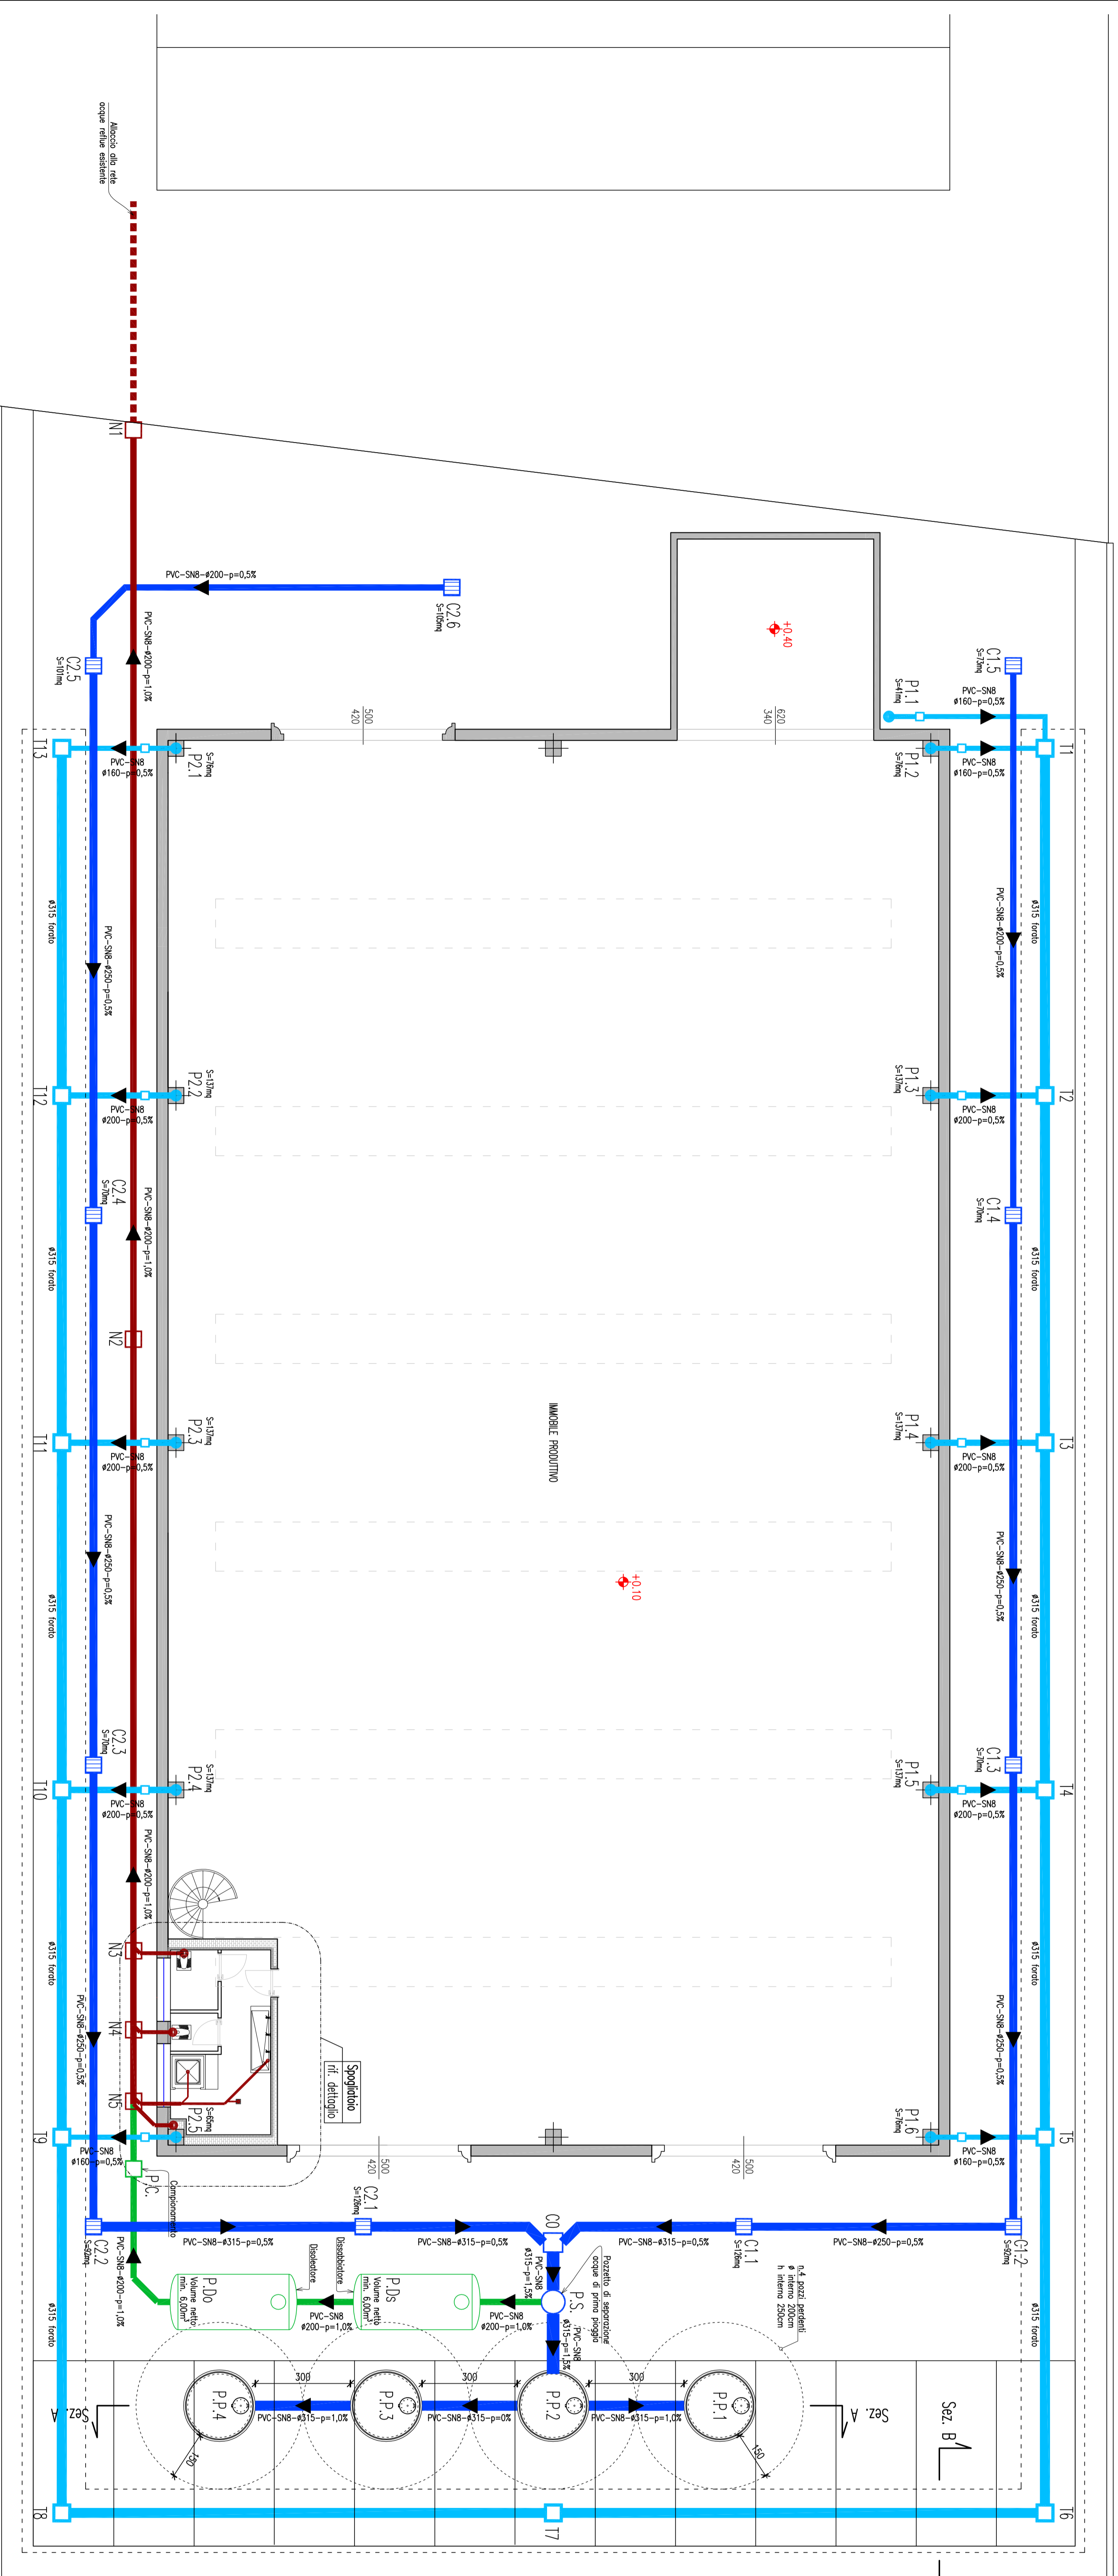 Allaccio alla rete
acque reflue esistente
N1
PVC-SN8-ø200-p=0,5%
C2.6
S=105mq
C2.5
S=101mq
PVC-SN8-ø200-p=1,0%
+0.40
C1.5
S=73mq
P1.1
S=41mq
PVC-SN8
ø160-p=0,5%
500
420
620
340
T13
P2.1
S=76mq
PVC-SN8
ø160-p=0,5%
P1.2
S=76mq
PVC-SN8
ø160-p=0,5%
T1
ø315 forato
PVC-SN8-ø250-p=0,5%
PVC-SN8-ø200-p=0,5%
ø315 forato
T12
P2.2
S=137mq
PVC-SN8
ø200-p=0,5%
P1.3
S=137mq
PVC-SN8
ø200-p=0,5%
T2
C2.4
S=70mq
C1.4
S=70mq
ø315 forato
PVC-SN8-ø200-p=1,0%
ø315 forato
N2
T11
P2.3
S=137mq
PVC-SN8
ø200-p=0,5%
IMMOBILE PRODUTTIVO
P1.4
S=137mq
PVC-SN8
ø200-p=0,5%
T3
PVC-SN8-ø250-p=0,5%
+0.10
PVC-SN8-ø250-p=0,5%
ø315 forato
ø315 forato
C2.3
S=70mq
C1.3
S=70mq
T10
P2.4
S=137mq
PVC-SN8
ø200-p=0,5%
P1.5
S=137mq
PVC-SN8
ø200-p=0,5%
T4
PVC-SN8-ø200-p=1,0%
ø315 forato
N3
ø315 forato
N4
PVC-SN8-ø250-p=0,5%
PVC-SN8-ø250-p=0,5%
Spogliatoio
rif. dettaglio
N5
T9
P2.5
S=65mq
PVC-SN8
ø160-p=0,5%
500
420
500
420
P1.6
S=76mq
PVC-SN8
ø160-p=0,5%
T5
P.C.
Campionamento
C2.2
S=92mq
PVC-SN8-ø315-p=0,5%
C2.1
S=126mq
PVC-SN8-ø315-p=0,5%
C0
PVC-SN8-ø315-p=0,5%
C1.1
S=126mq
PVC-SN8-ø250-p=0,5%
C1.2
S=92mq
PVC-SN8-ø200-p=1,0%
P.Do
Volume netto
min. 6,00m³
Disoleatore
PVC-SN8
ø200-p=1,0%
P.Ds
Volume netto
min. 6,00m³
Dissabbiatore
PVC-SN8
ø200-p=1,0%
PVC-SN8
ø315-p=1,5%
P.S.
Pozzetto di separazione
acque di prima pioggia
PVC-SN8
ø315-p=1,5%
n.4 pozzi perdenti
ø interno 200cm
h interna 250cm
ø315 forato
ø315 forato
300
300
300
P.P.4
P.P.3
P.P.2
P.P.1
PVC-SN8-ø315-p=1,0%
PVC-SN8-ø315-p=0%
PVC-SN8-ø315-p=1,0%
150
150
Sez. A
Sez. A
Sez. B
T8
T7
T6